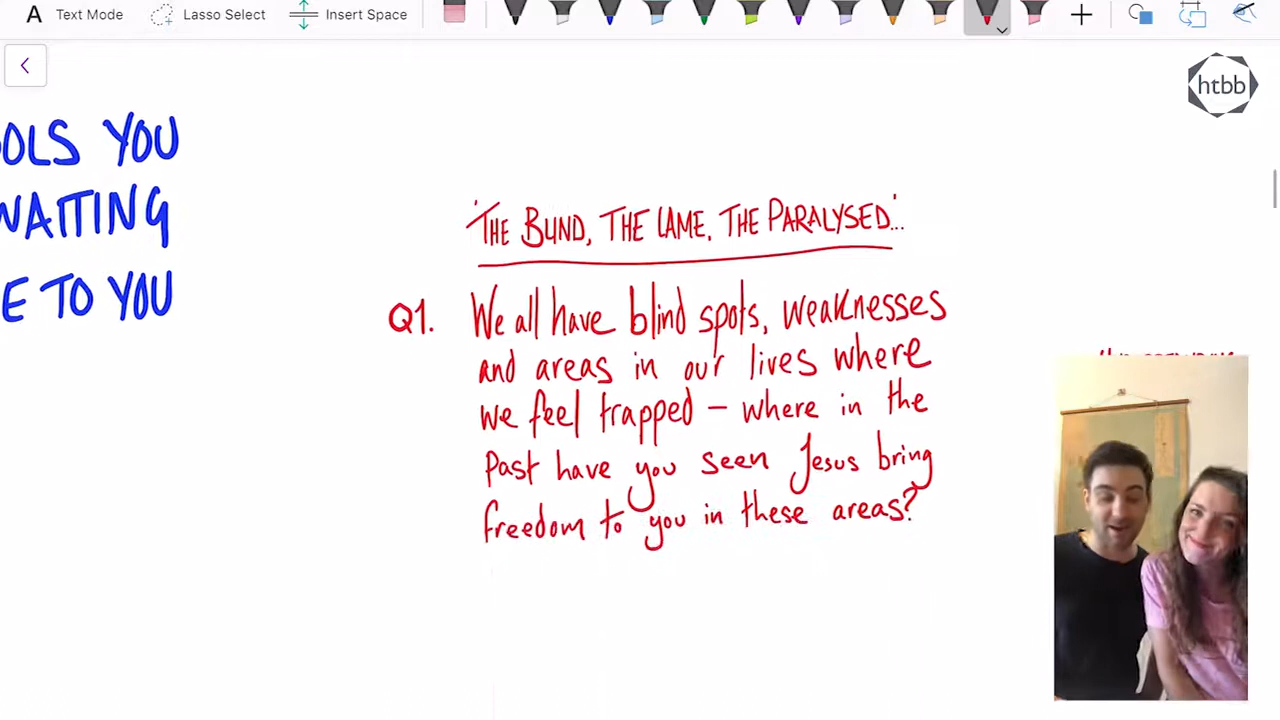 Text Mode
Lasso Select
Insert Space
htbb
OLS YOU
WAITING
E TO YOU
'THE BLIND, THE LAME, THE PARALYSED...'
Q1. We all have blind spots, weaknesses
and areas in our lives where
we feel trapped – where in the
Past have you seen Jesus bring
freedom to you in these areas?